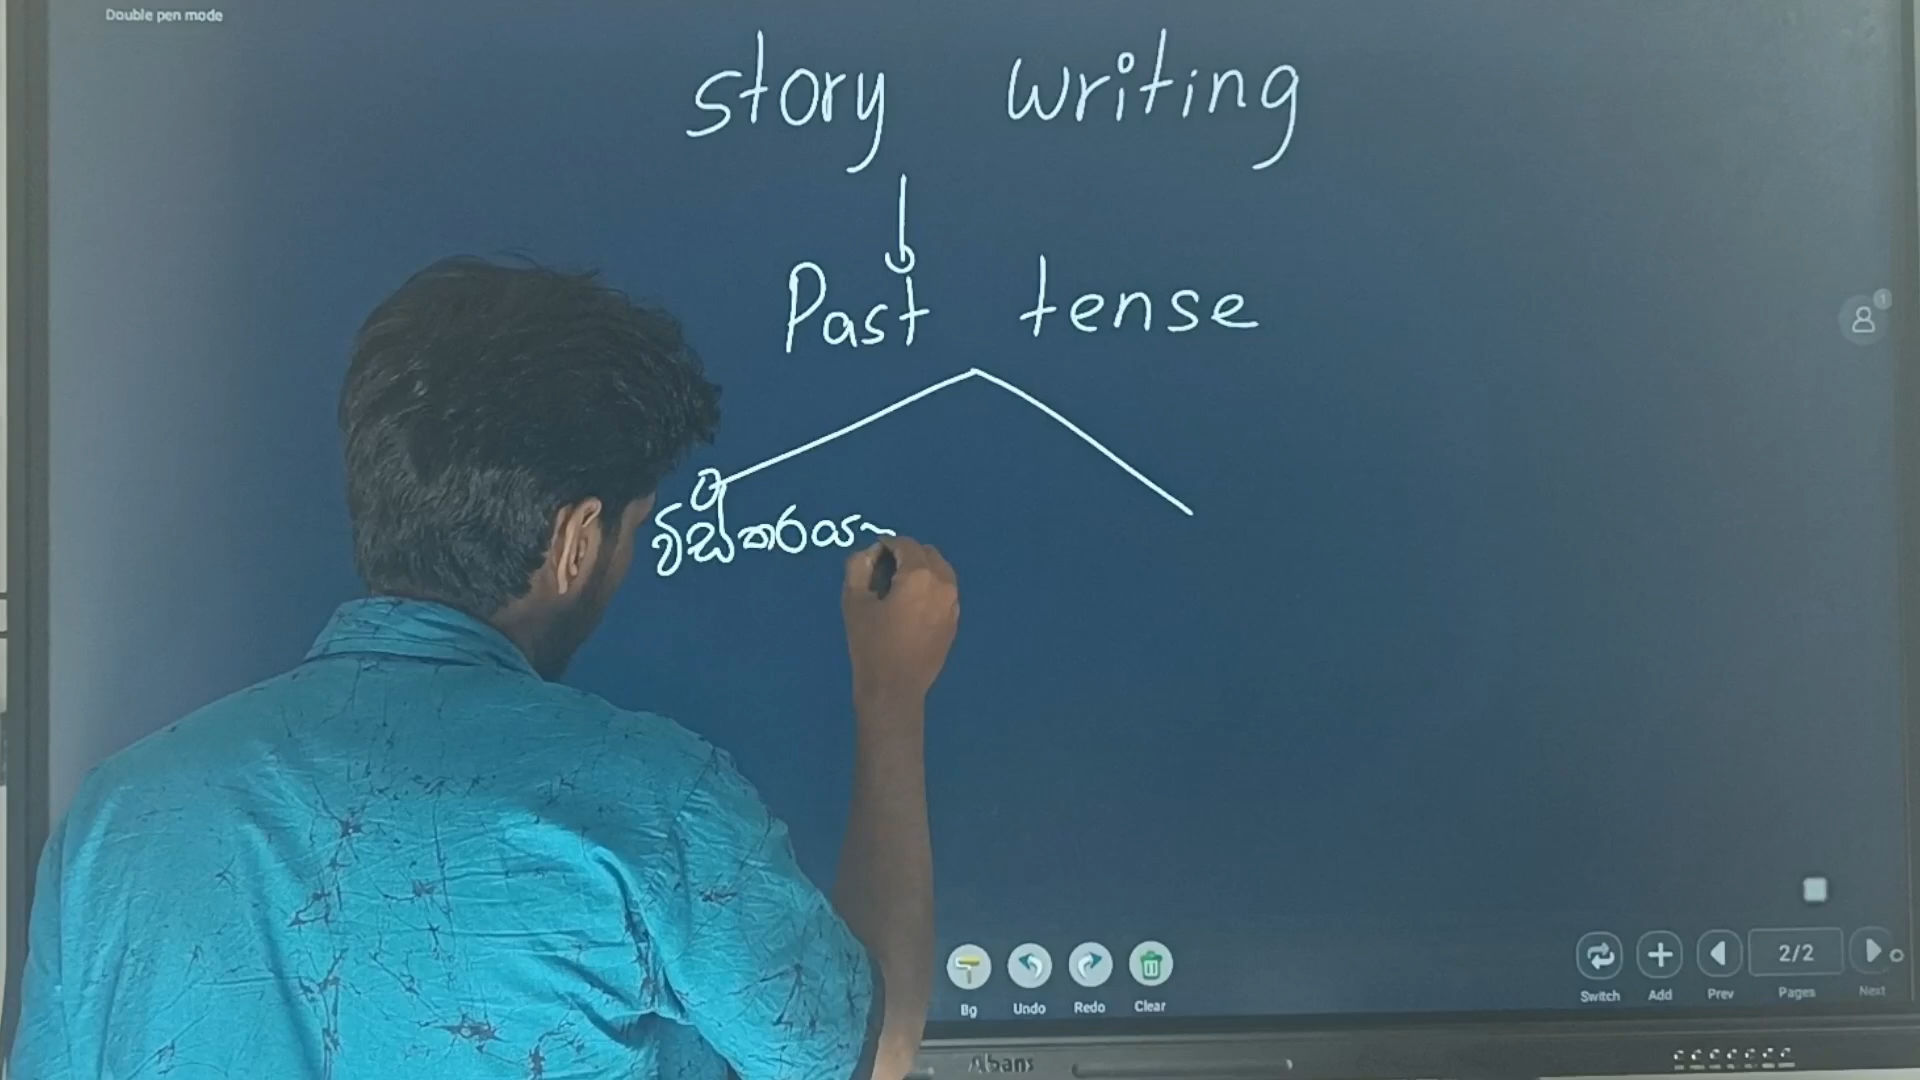 Double pen mode
story writing
Past tense
විස්තරය
Bg Undo Redo Clear
Switch Add Prev 2/2 Pages Next
Abans
1